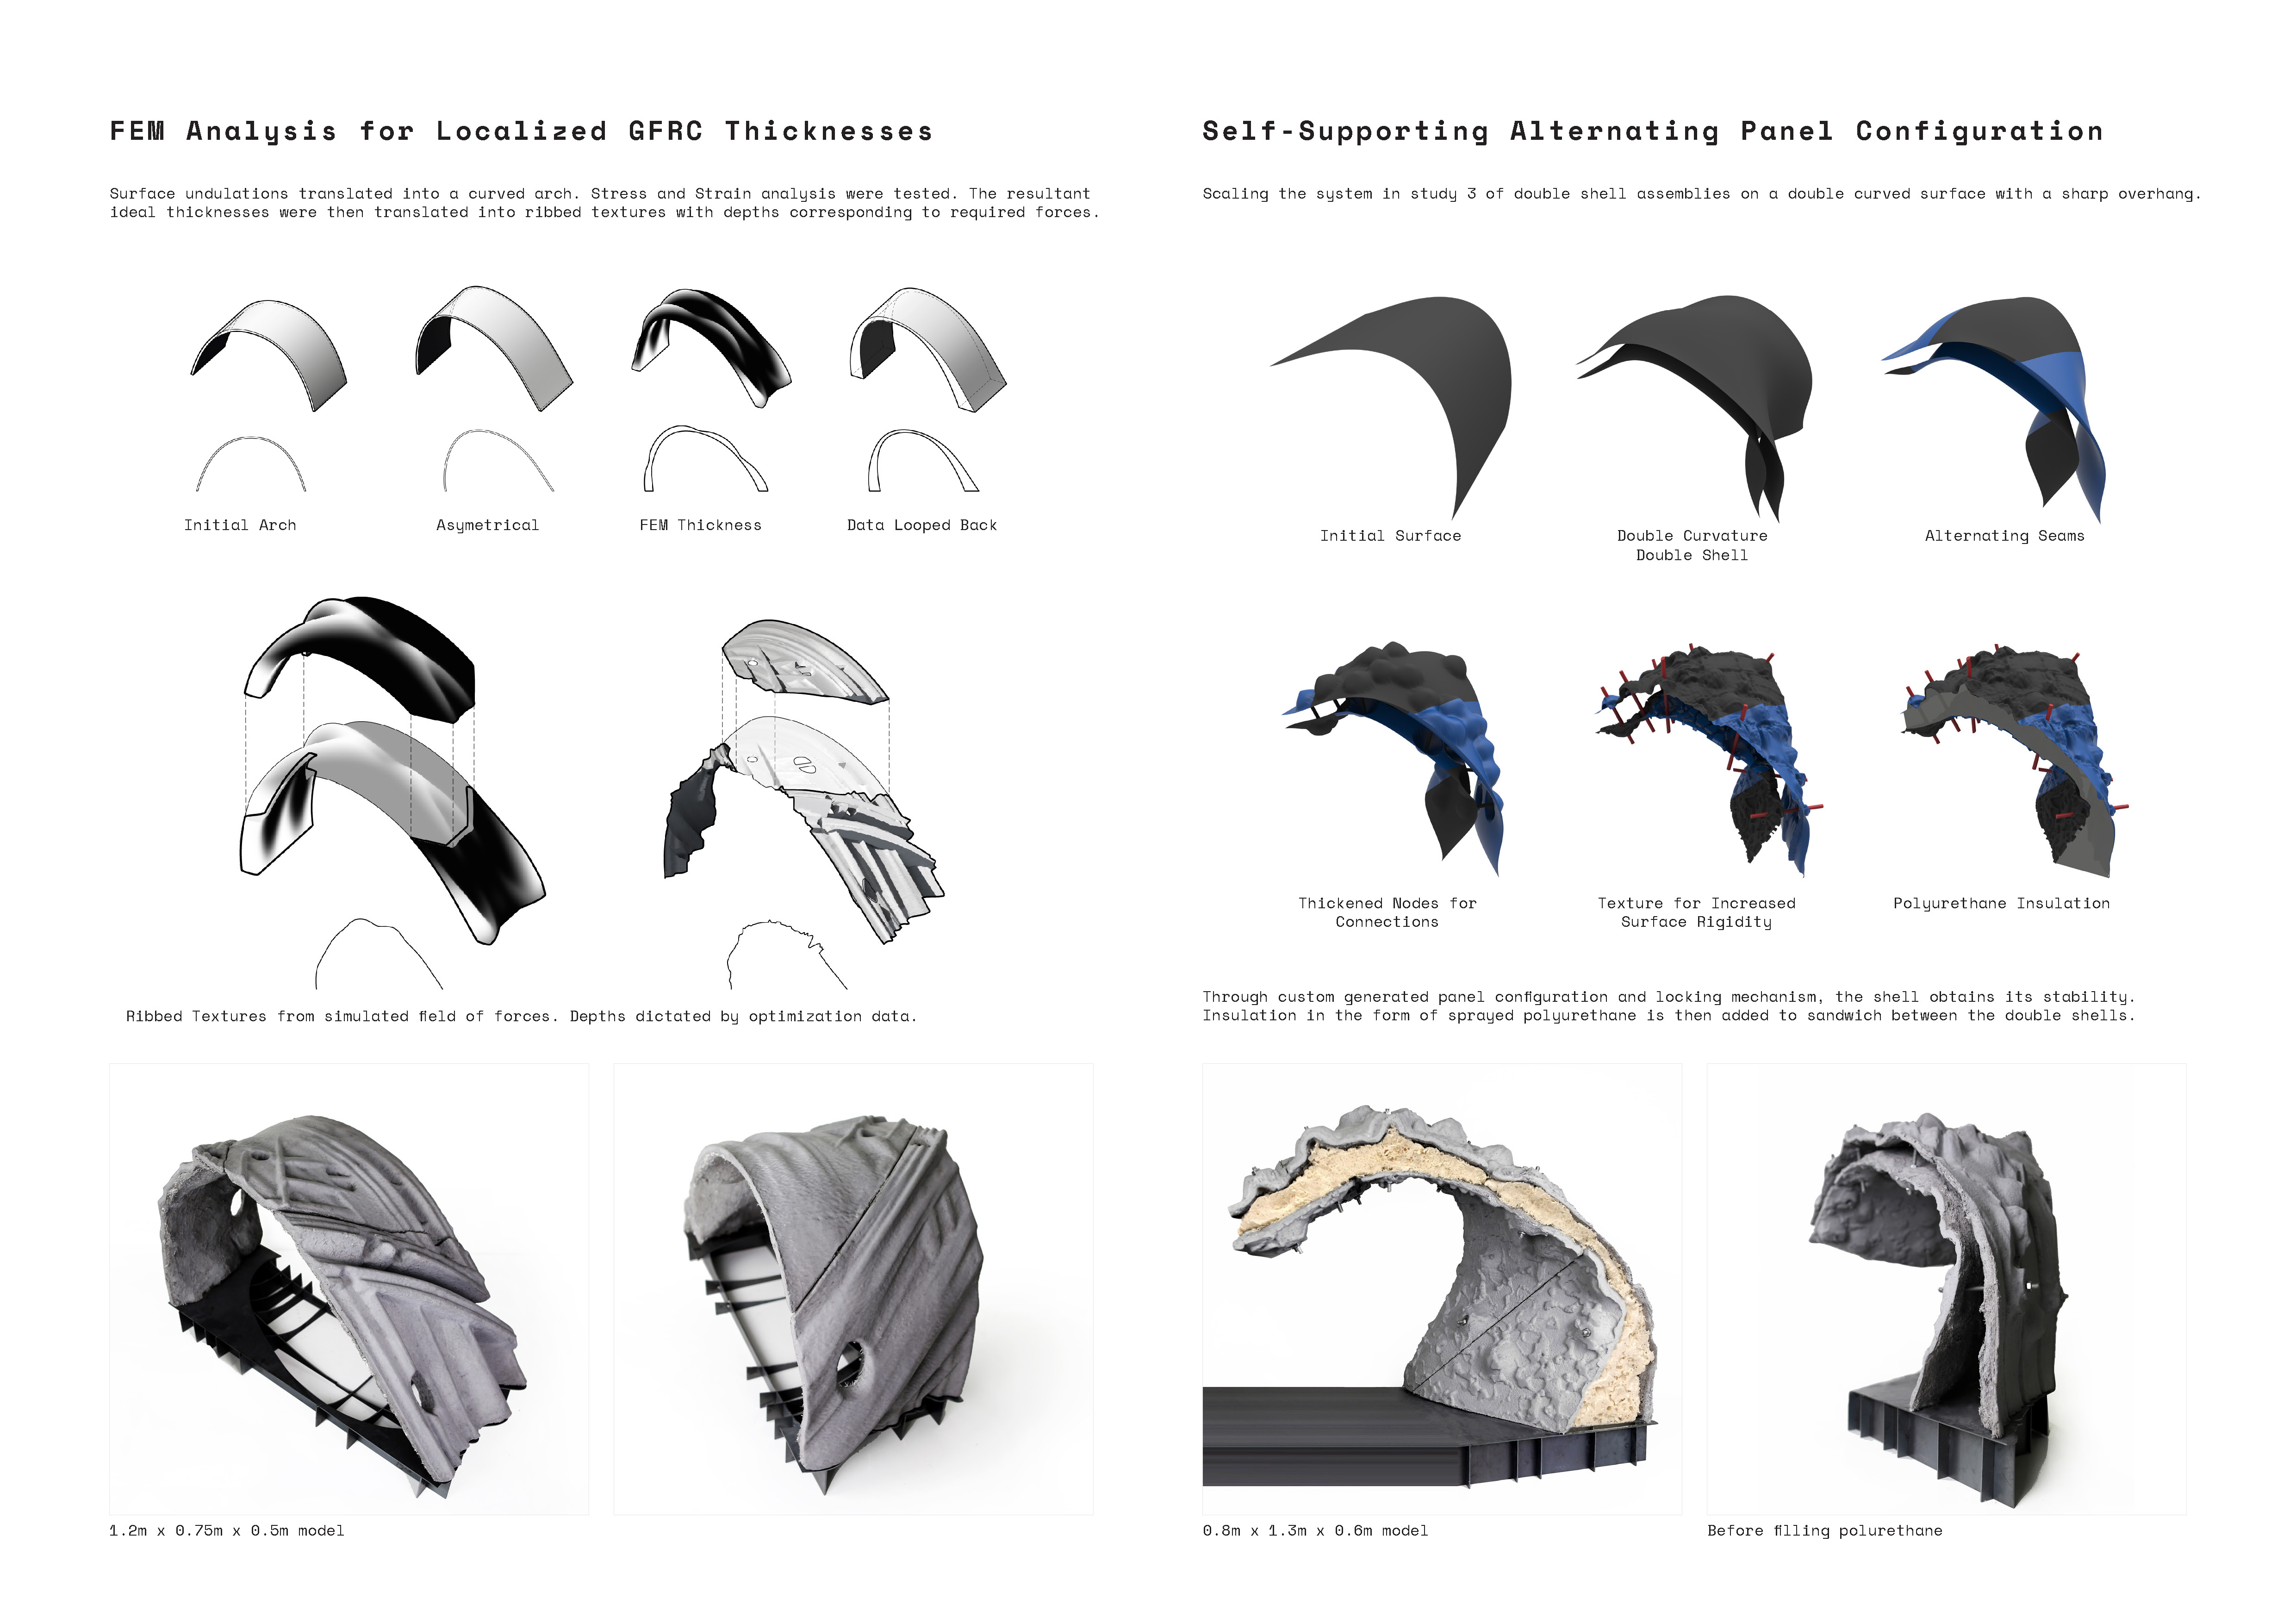 FEM Analysis for Localized GFRC Thicknesses
Surface undulations translated into a curved arch. Stress and Strain analysis were tested. The resultant
ideal thicknesses were then translated into ribbed textures with depths corresponding to required forces.
Initial Arch
Asymetrical
FEM Thickness
Data Looped Back
Ribbed Textures from simulated field of forces. Depths dictated by optimization data.
1.2m x 0.75m x 0.5m model
Self-Supporting Alternating Panel Configuration
Scaling the system in study 3 of double shell assemblies on a double curved surface with a sharp overhang.
Initial Surface
Double Curvature
Double Shell
Alternating Seams
Thickened Nodes for
Connections
Texture for Increased
Surface Rigidity
Polyurethane Insulation
Through custom generated panel configuration and locking mechanism, the shell obtains its stability.
Insulation in the form of sprayed polyurethane is then added to sandwich between the double shells.
0.8m x 1.3m x 0.6m model
Before filling polurethane